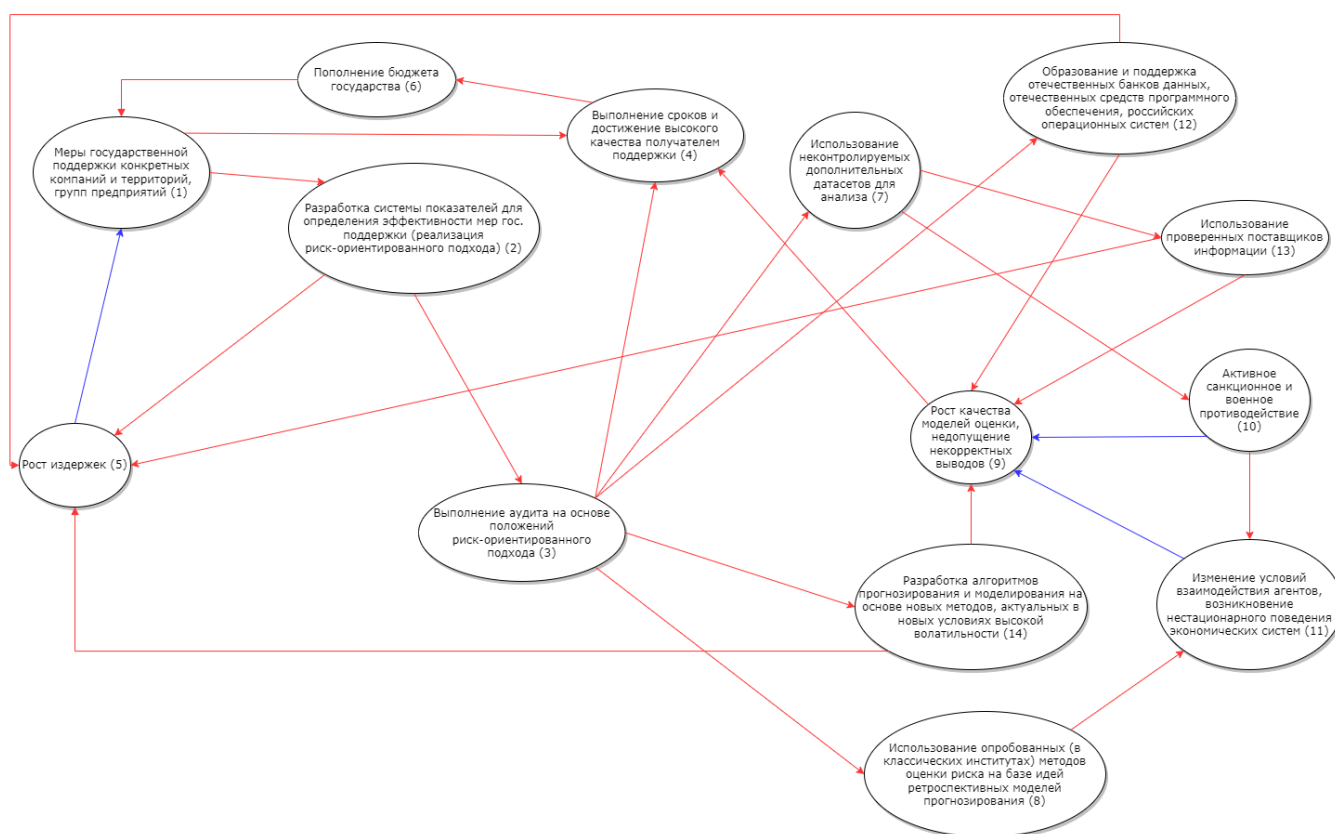 Пополнение бюджета
государства (6)
Образование и поддержка
отечественных банков данных,
отечественных средств программного
обеспечения, российских
операционных систем (12)
Выполнение сроков и
достижение высокого
качества получателем
поддержки (4)
Меры государственной
поддержки конкретных
компаний и территорий,
групп предприятий (1)
Использование
неконтролируемых
дополнительных
датасетов для
анализа (7)
Разработка системы показателей для
определения эффективности мер гос.
поддержки (реализация
риск-ориентированного подхода) (2)
Использование
проверенных поставщиков
информации (13)
Активное
санкционное и
военное
противодействие
(10)
Рост качества
моделей оценки,
недопущение
некорректных
выводов (9)
Рост издержек (5)
Выполнение аудита на основе
положений
риск-ориентированного
подхода (3)
Разработка алгоритмов
прогнозирования и моделирования на
основе новых методов, актуальных в
новых условиях высокой
волатильности (14)
Изменение условий
взаимодействия агентов,
возникновение
нестационарного поведения
экономических систем (11)
Использование опробованных (в
классических институтах) методов
оценки риска на базе идей
ретроспективных моделей
прогнозирования (8)